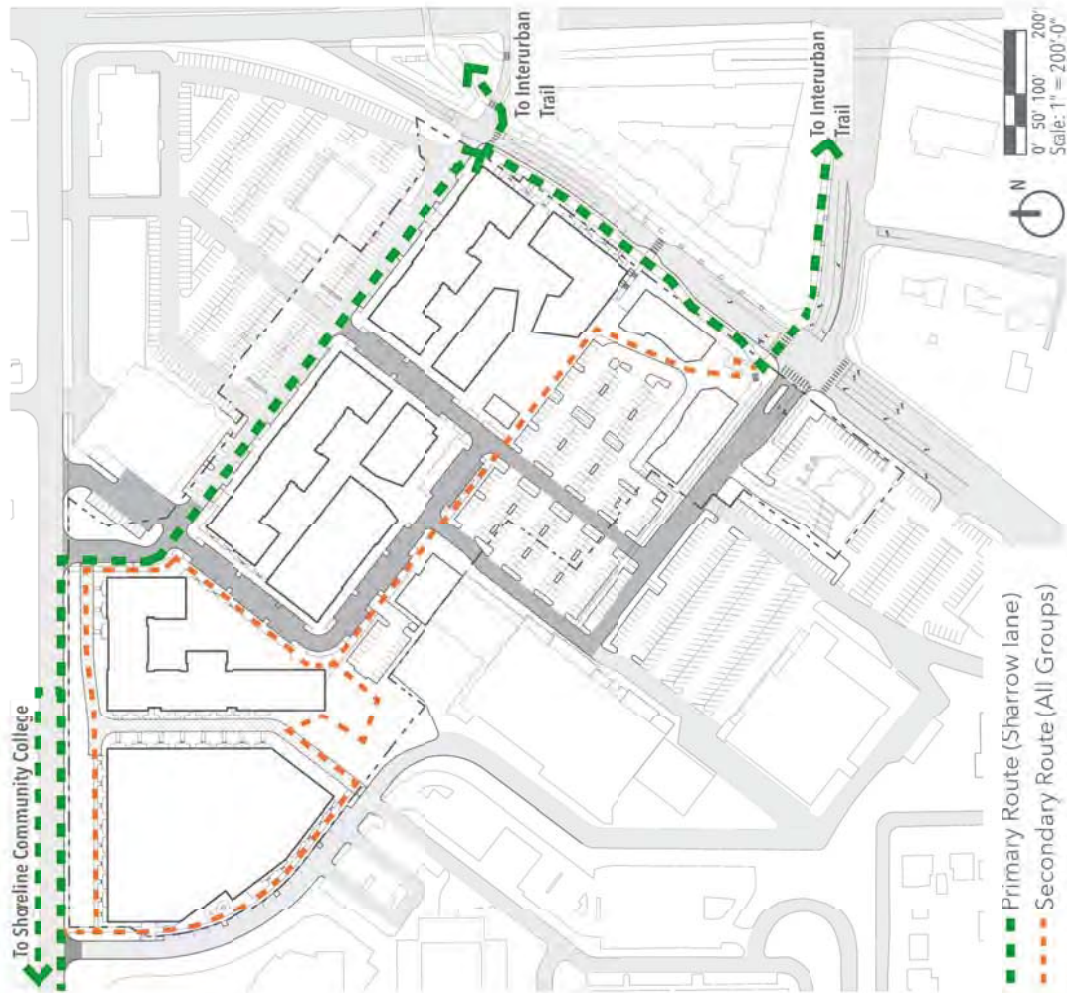 To Shoreline Community College
To Interurban
Trail
To Interurban
Trail
N
0' 50' 100' 200'
Scale: 1" = 200'-0"
Primary Route (Sharrow lane)
Secondary Route (All Groups)